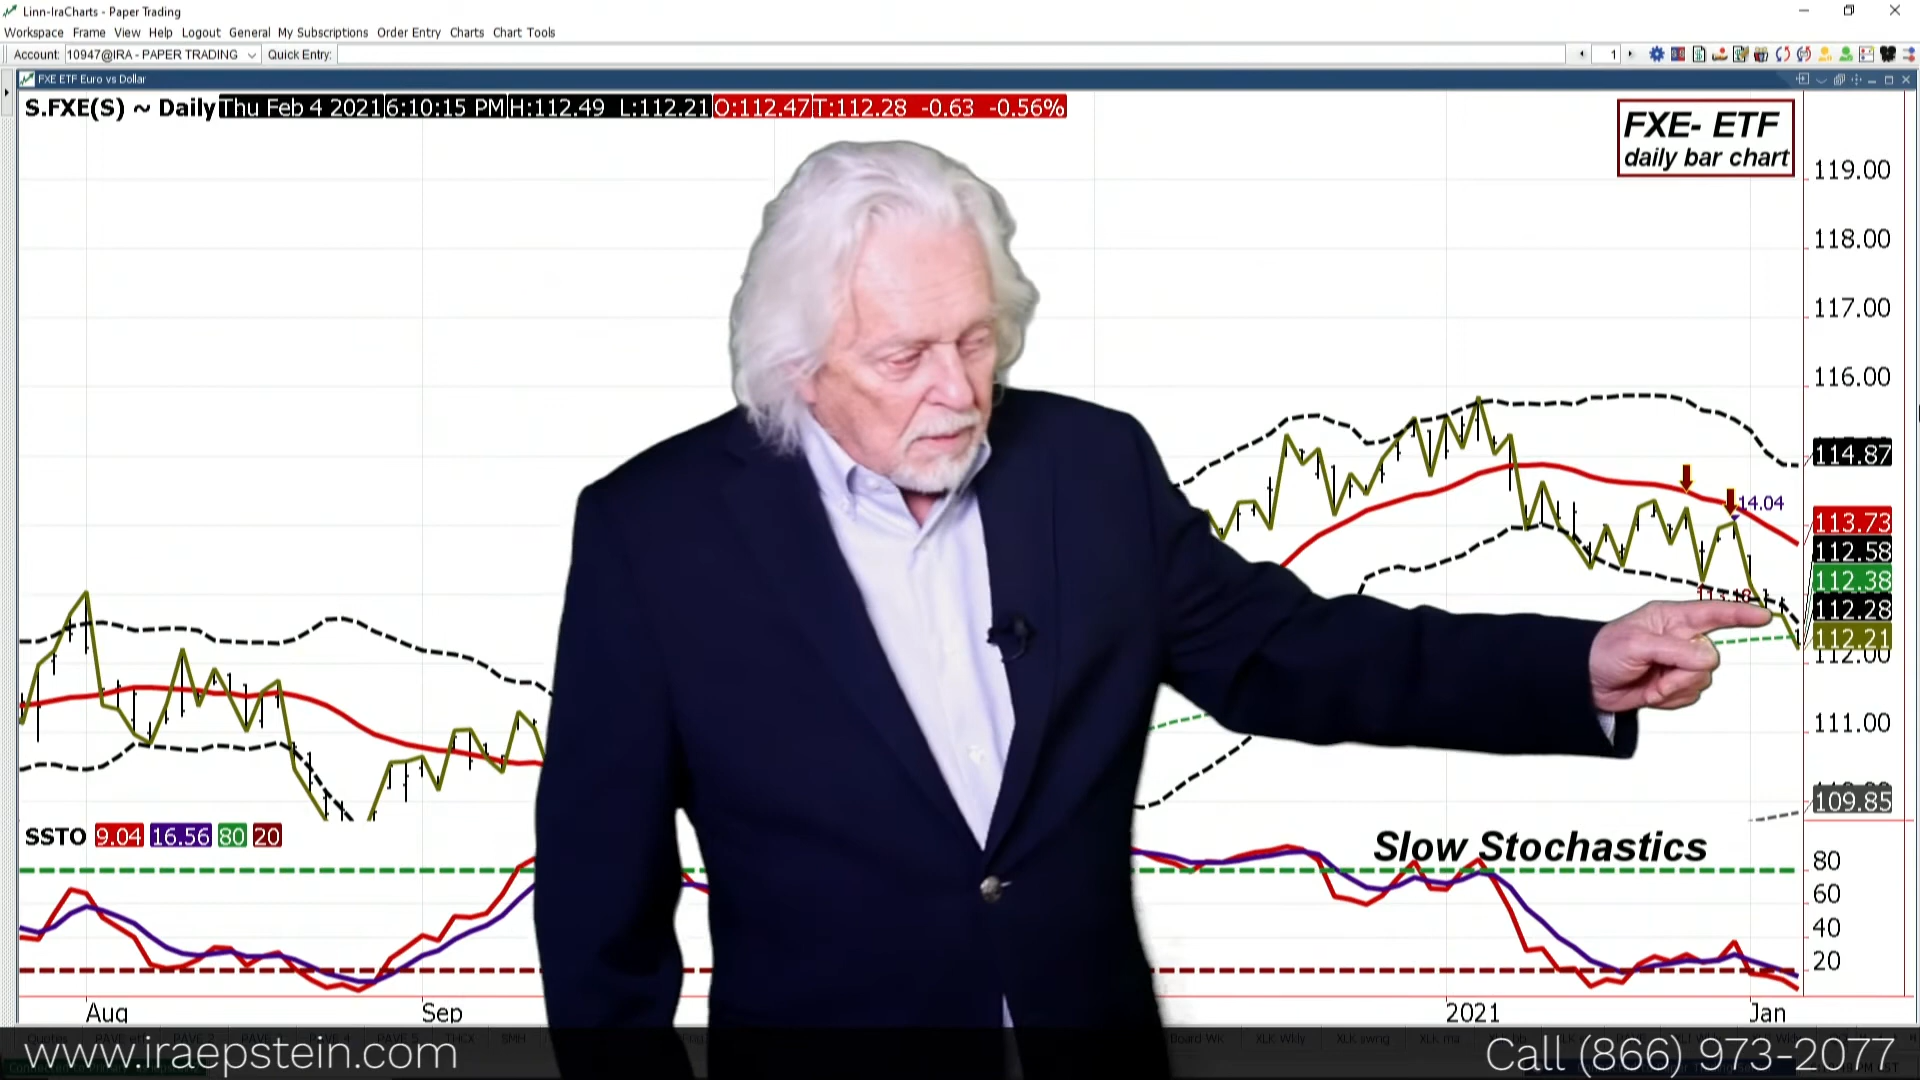 Linn-IraCharts - Paper Trading
Workspace Frame View Help Logout General My Subscriptions Order Entry Charts Chart Tools
Account: 10947@IRA - PAPER TRADING Quick Entry: 1
FXE ETF Euro vs Dollar
S.FXE(S) ~ Daily Thu Feb 4 2021 6:10:15 PM H:112.49 L:112.21 O:112.47 T:112.28 -0.63 -0.56%
FXE- ETF
daily bar chart
119.00
118.00
117.00
116.00
114.87
14.04
113.73
112.58
112.38
113.18
112.28
112.21
112.00
111.00
109.85
SSTO 9.04 16.56 80 20
Slow Stochastics
80
60
40
20
Aug Sep 2021 Jan
www.iraepstein.com
Call (866) 973-2077